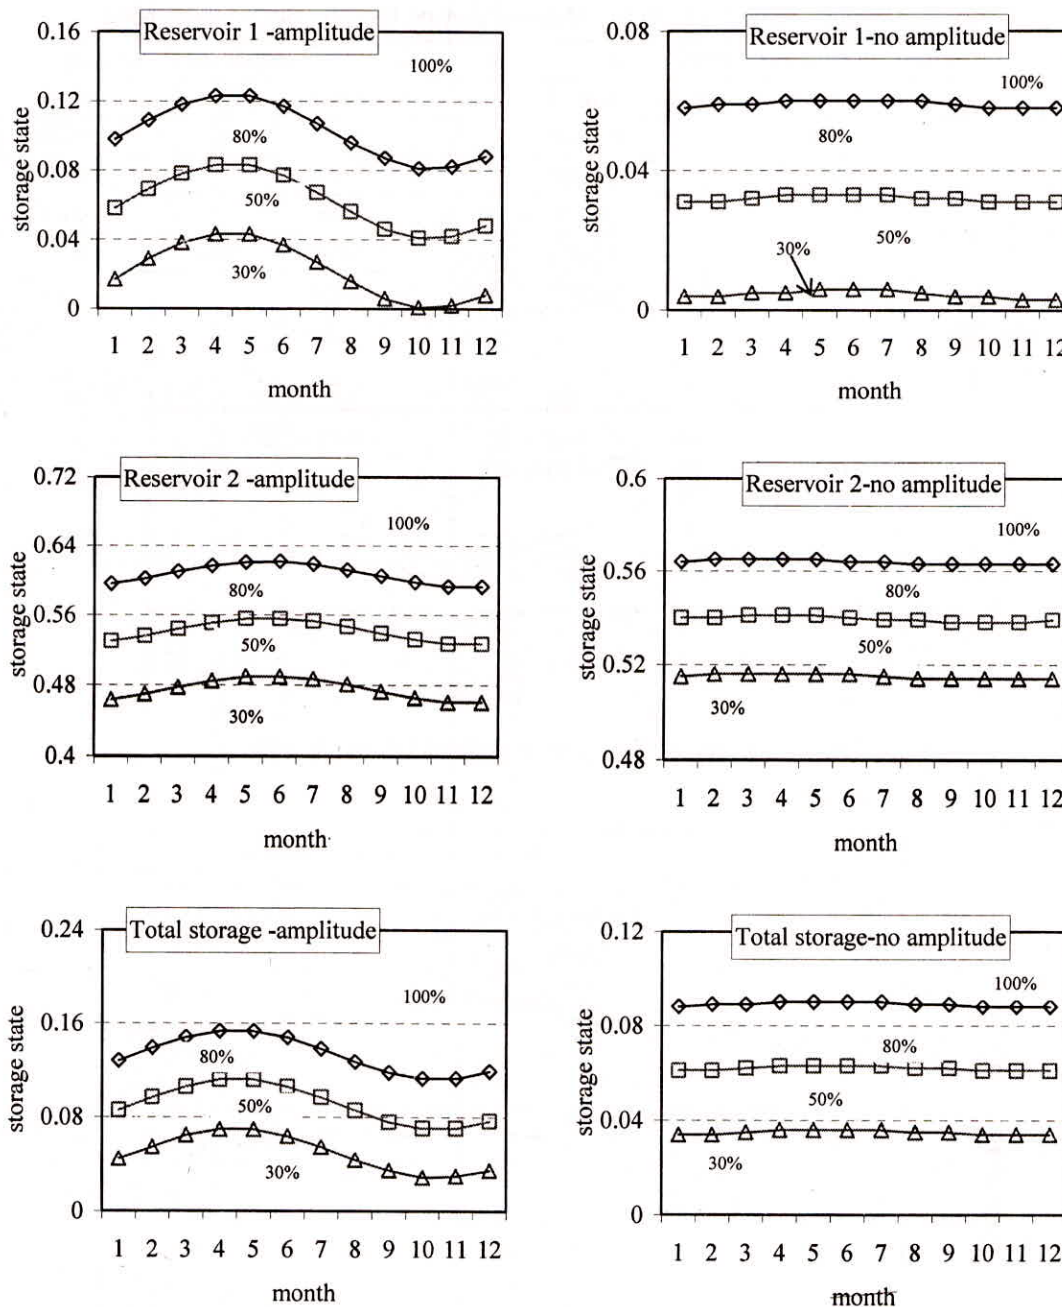 Reservoir 1 -amplitude
0.16
0.12
0.08
0.04
0
storage state
100%
80%
50%
30%
1 2 3 4 5 6 7 8 9 10 11 12
month
Reservoir 1-no amplitude
0.08
0.04
0
storage state
100%
80%
50%
30%
1 2 3 4 5 6 7 8 9 10 11 12
month
Reservoir 2 -amplitude
0.72
0.64
0.56
0.48
0.4
storage state
100%
80%
50%
30%
1 2 3 4 5 6 7 8 9 10 11 12
month
Reservoir 2-no amplitude
0.6
0.56
0.52
0.48
storage state
100%
80%
50%
30%
1 2 3 4 5 6 7 8 9 10 11 12
month
Total storage -amplitude
0.24
0.16
0.08
0
storage state
100%
80%
50%
30%
1 2 3 4 5 6 7 8 9 10 11 12
month
Total storage-no amplitude
0.12
0.08
0.04
0
storage state
100%
80%
50%
30%
1 2 3 4 5 6 7 8 9 10 11 12
month